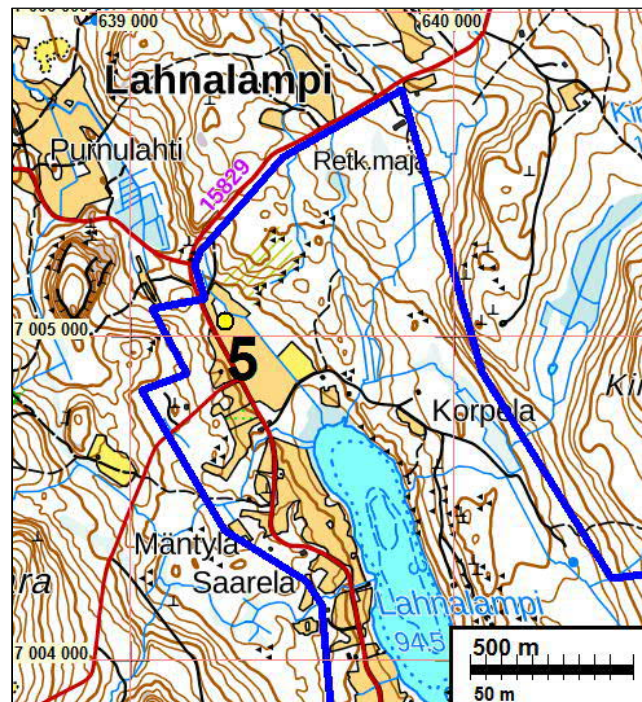 639 000
640 000
Lahnalampi
Purnulahti
Retk.maja
15829
7 005 000
5
Korpela
Mäntylä
Saarela
Lahnalampi
94.5
7 004 000
500 m
50 m